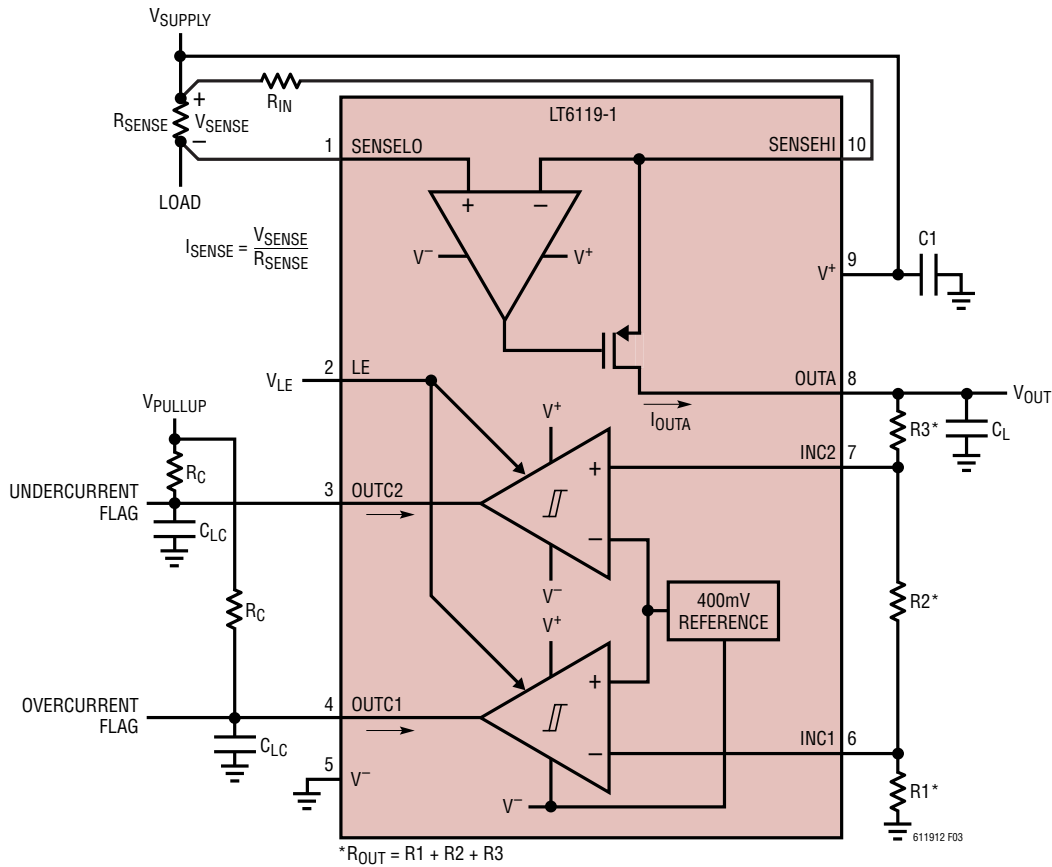 VSUPPLY
RIN
LT6119-1
+
RSENSE
VSENSE
–
1
SENSELO
SENSEHI
10
LOAD
+
–
ISENSE = VSENSE
RSENSE
V–
V+
C1
V+
9
2
LE
VLE
OUTA
8
VOUT
VPULLUP
V+
IOUTA
R3*
CL
RC
INC2
7
+
UNDERCURRENT
FLAG
3
OUTC2
CLC
–
V–
400mV
REFERENCE
R2*
RC
V+
+
OVERCURRENT
FLAG
4
OUTC1
CLC
–
INC1
6
5
V–
V–
R1*
611912 F03
*ROUT = R1 + R2 + R3